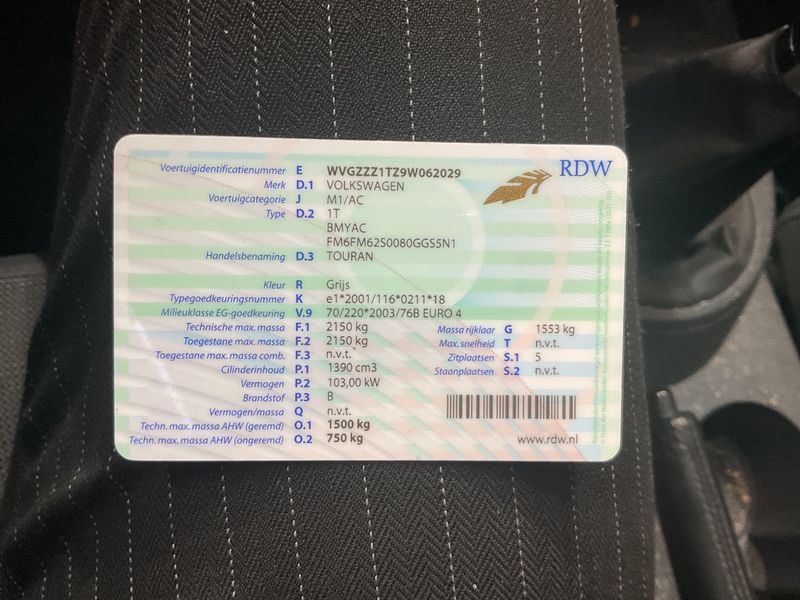 RDW
Voertuigidentificatienummer E WVGZZZ1TZ9W062029
Merk D.1 VOLKSWAGEN
Voertuigcategorie J M1/AC
Type D.2 1T
BMYAC
FM6FM62S0080GGS5N1
Handelsbenaming D.3 TOURAN
Kleur R Grijs
Typegoedkeuringsnummer K e1*2001/116*0211*18
Milieuklasse EG-goedkeuring V.9 70/220*2003/76B EURO 4
Technische max. massa F.1 2150 kg Massa rijklaar G 1553 kg
Toegestane max. massa F.2 2150 kg Max. snelheid T n.v.t.
Toegestane max. massa comb. F.3 n.v.t. Zitplaatsen S.1 5
Cilinderinhoud P.1 1390 cm3 Staanplaatsen S.2 n.v.t.
Vermogen P.2 103,00 kW
Brandstof P.3 B
Vermogen/massa Q n.v.t.
Techn. max. massa AHW (geremd) O.1 1500 kg
Techn. max. massa AHW (ongeremd) O.2 750 kg
www.rdw.nl